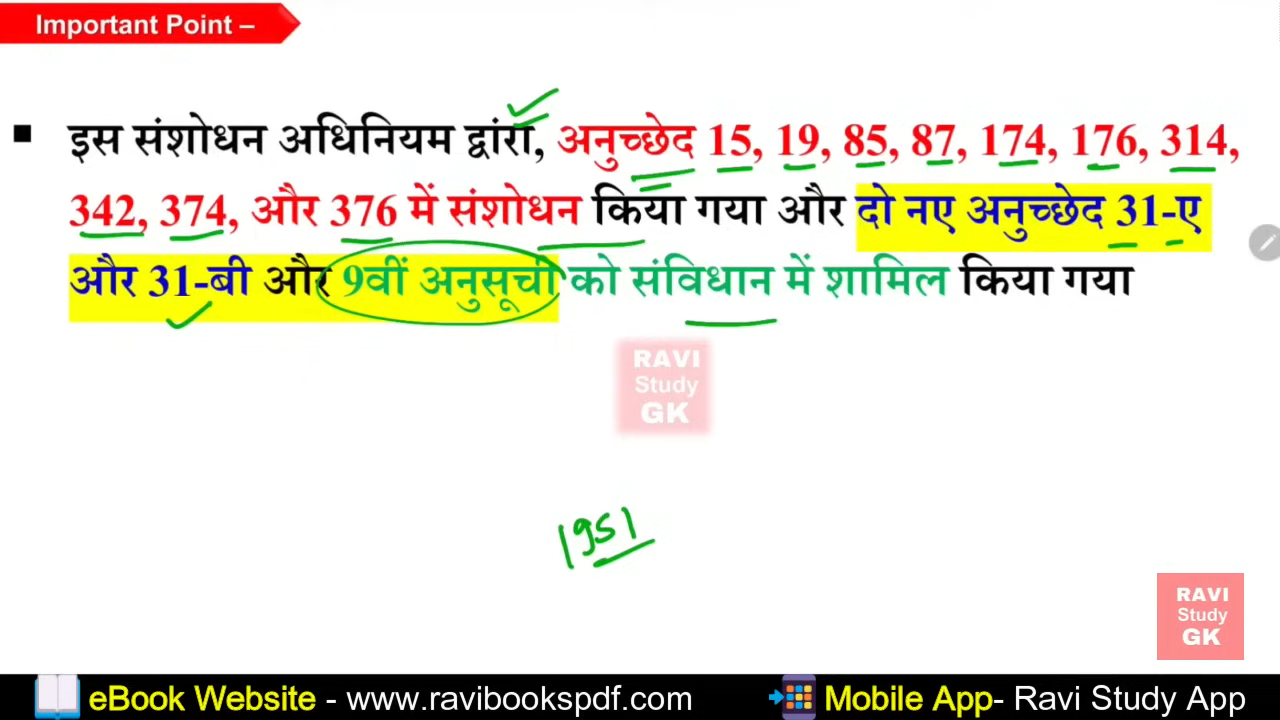 Important Point –
▪ इस संशोधन अधिनियम द्वांरा, अनुच्छेद 15, 19, 85, 87, 174, 176, 314,
342, 374, और 376 में संशोधन किया गया और दो नए अनुच्छेद 31-ए
और 31-बी और 9वीं अनुसूची को संविधान में शामिल किया गया
RAVI
Study
GK
1951
RAVI
Study
GK
eBook Website - www.ravibookspdf.com
Mobile App- Ravi Study App